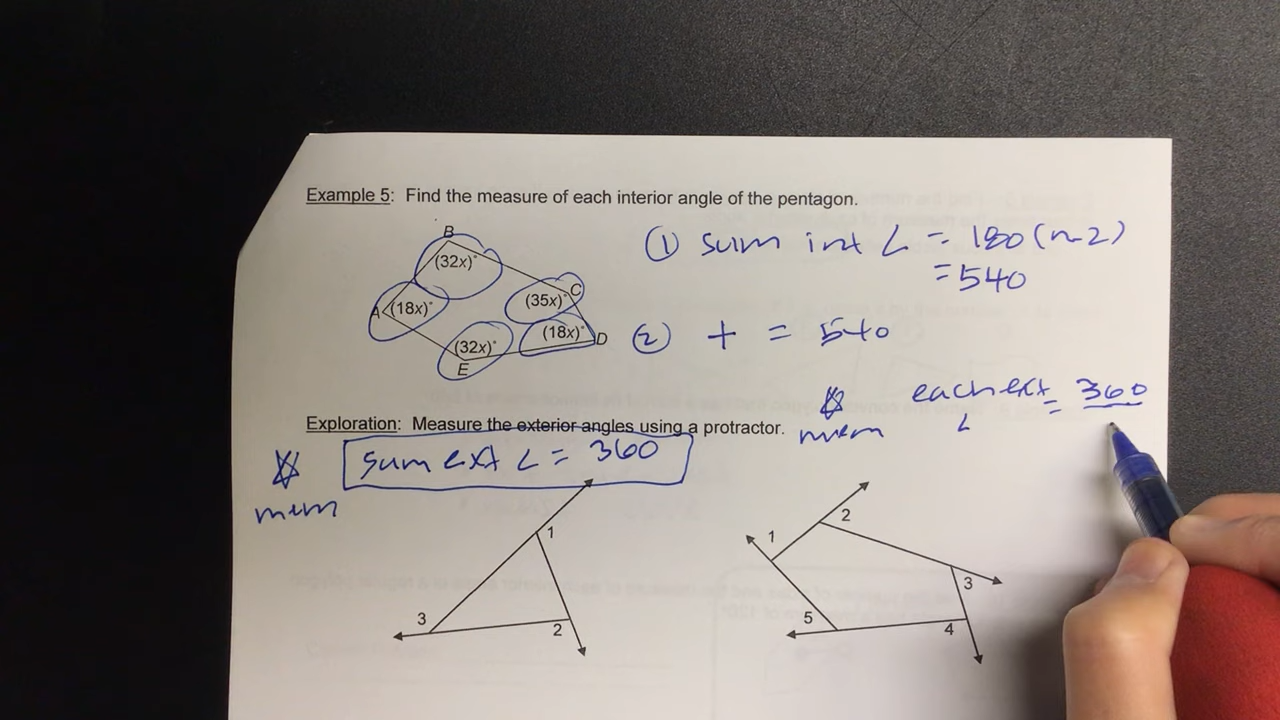 Example 5: Find the measure of each interior angle of the pentagon.
B
(32x)°
A (18x)°
(35x)° C
(18x)° D
(32x)°
E
① sum int ∠ = 180(n-2)
= 540
② + = 540
☆ mem
each ext ∠ = 360
Exploration: Measure the exterior angles using a protractor.
☆ mem
sum ext ∠ = 360
1
2
3
1
2
3
4
5